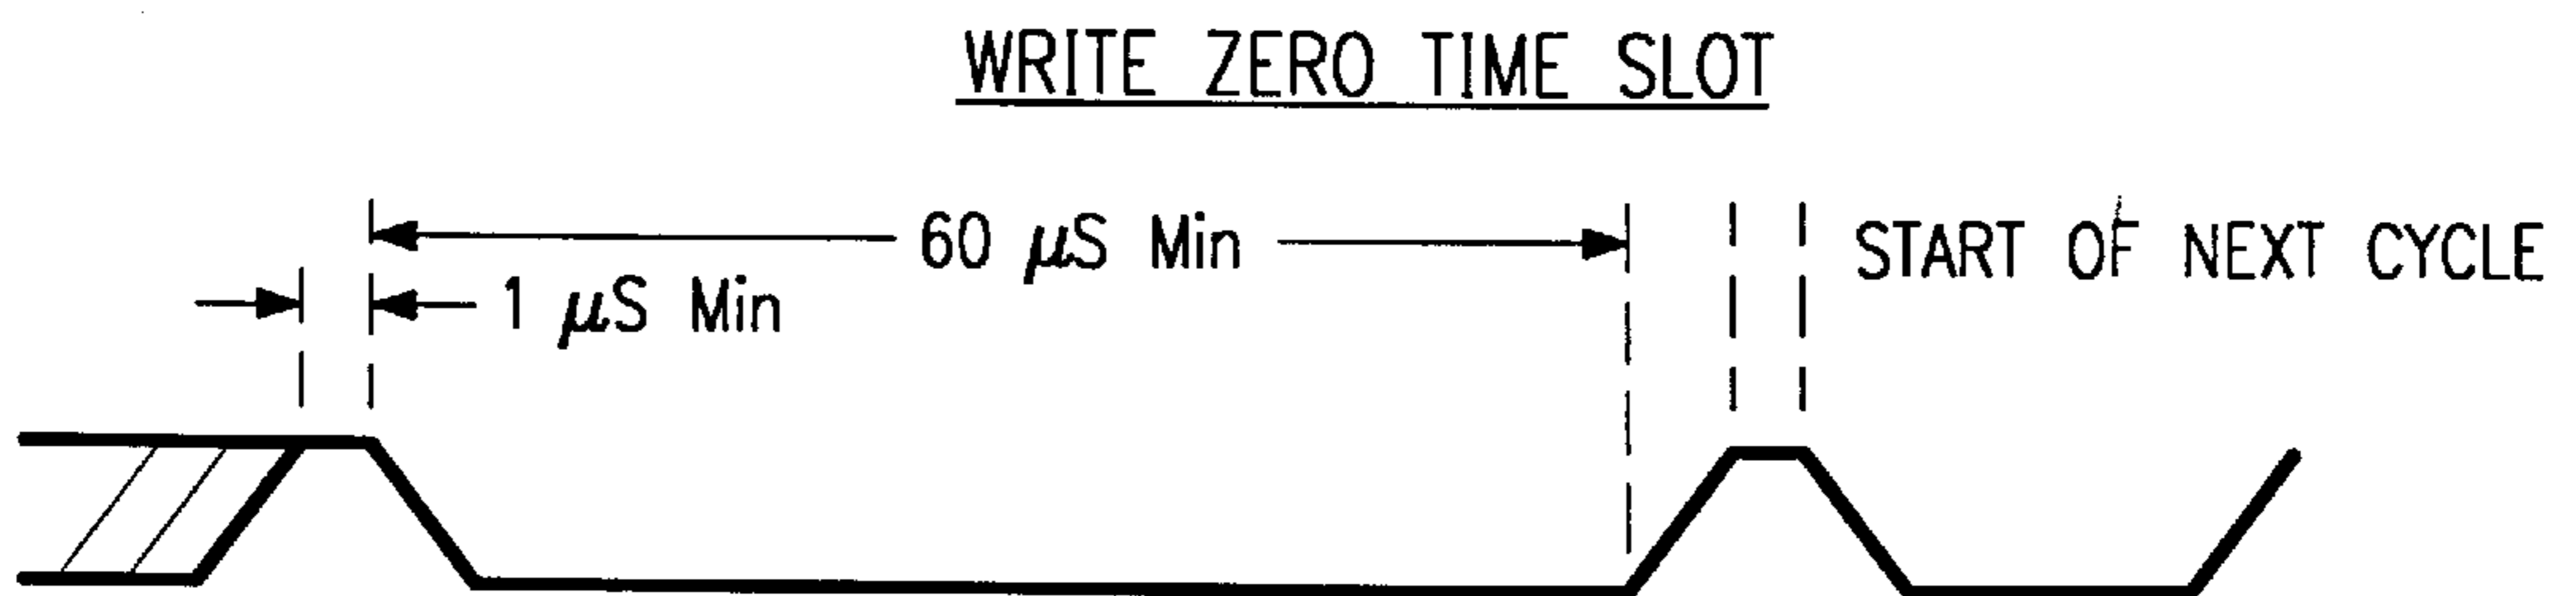 WRITE ZERO TIME SLOT
60 µS Min
START OF NEXT CYCLE
1 µS Min